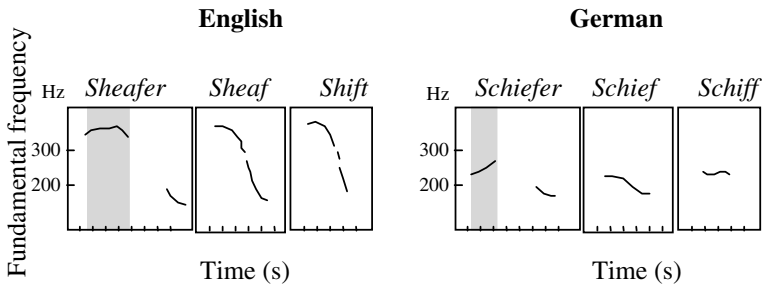 English
German
Fundamental frequency
Hz
Sheafer
Sheaf
Shift
Hz
Schiefer
Schief
Schiff
300
200
300
200
Time (s)
Time (s)